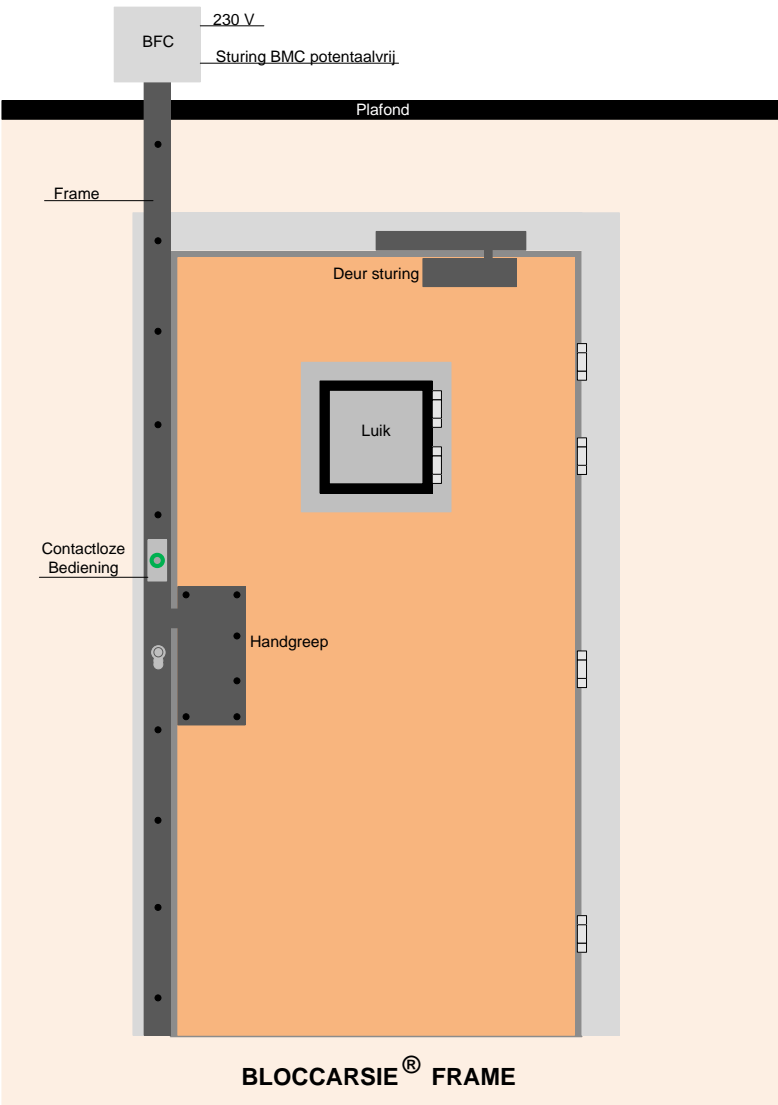 230 V
BFC
Sturing BMC potentaalvrij
Plafond
Frame
Deur sturing
Luik
Contactloze
Bediening
Handgreep
BLOCCARSIE® FRAME